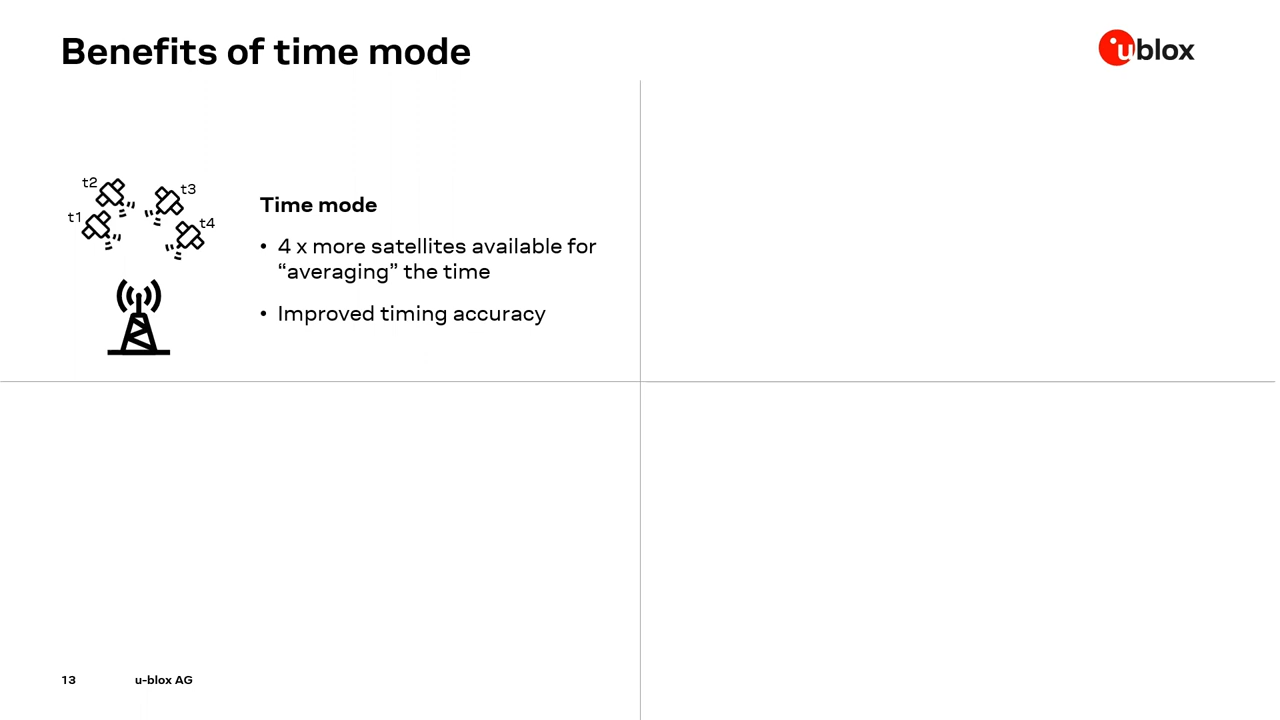 Benefits of time mode
ublox
t2
t3
t1
t4
Time mode
• 4 x more satellites available for
“averaging” the time
• Improved timing accuracy
13
u-blox AG